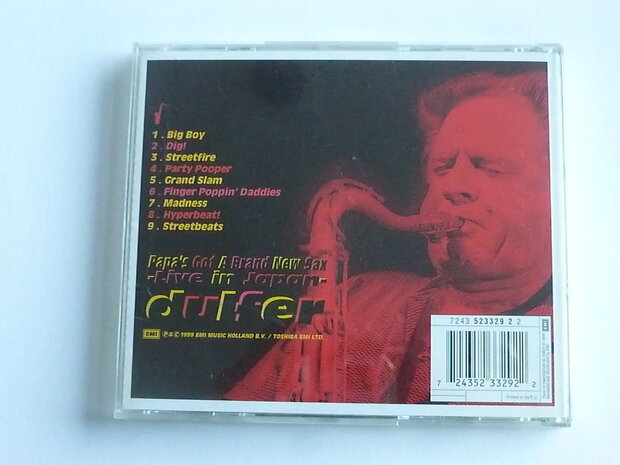 1 . Big Boy
2 . Dig!
3 . Streetfire
4 . Party Pooper
5 . Grand Slam
6 . Finger Poppin' Daddies
7 . Madness
8 . Hyperbeat!
9 . Streetbeats
Papa's Got A Brand New Sax
-Live in Japan-
dulfer
EMI ℗ & © 1999 EMI MUSIC HOLLAND B.V. / TOSHIBA EMI LTD.
7243 523329 2 2
7 24352 33292 2
EMI